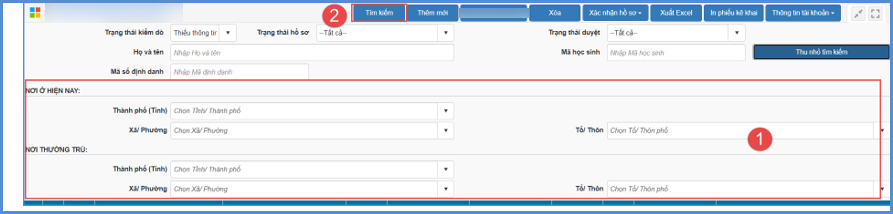 2 Tìm kiếm Thêm mới Xóa Xác nhận hồ sơ Xuất Excel In phiếu kê khai Thông tin tài khoản
Trạng thái kiểm dò Thiếu thông tin Trạng thái hồ sơ --Tất cả-- Trạng thái duyệt --Tất cả--
Họ và tên Nhập Họ và tên Mã học sinh Nhập Mã học sinh Thu nhỏ tìm kiếm
Mã số định danh Nhập Mã định danh
NƠI Ở HIỆN NAY:
Thành phố (Tỉnh) Chọn Tỉnh/ Thành phố
1
Xã/ Phường Chọn Xã/ Phường Tổ/ Thôn Chọn Tổ/ Thôn phố
NƠI THƯỜNG TRÚ:
Thành phố (Tỉnh) Chọn Tỉnh/ Thành phố
Xã/ Phường Chọn Xã/ Phường Tổ/ Thôn Chọn Tổ/ Thôn phố